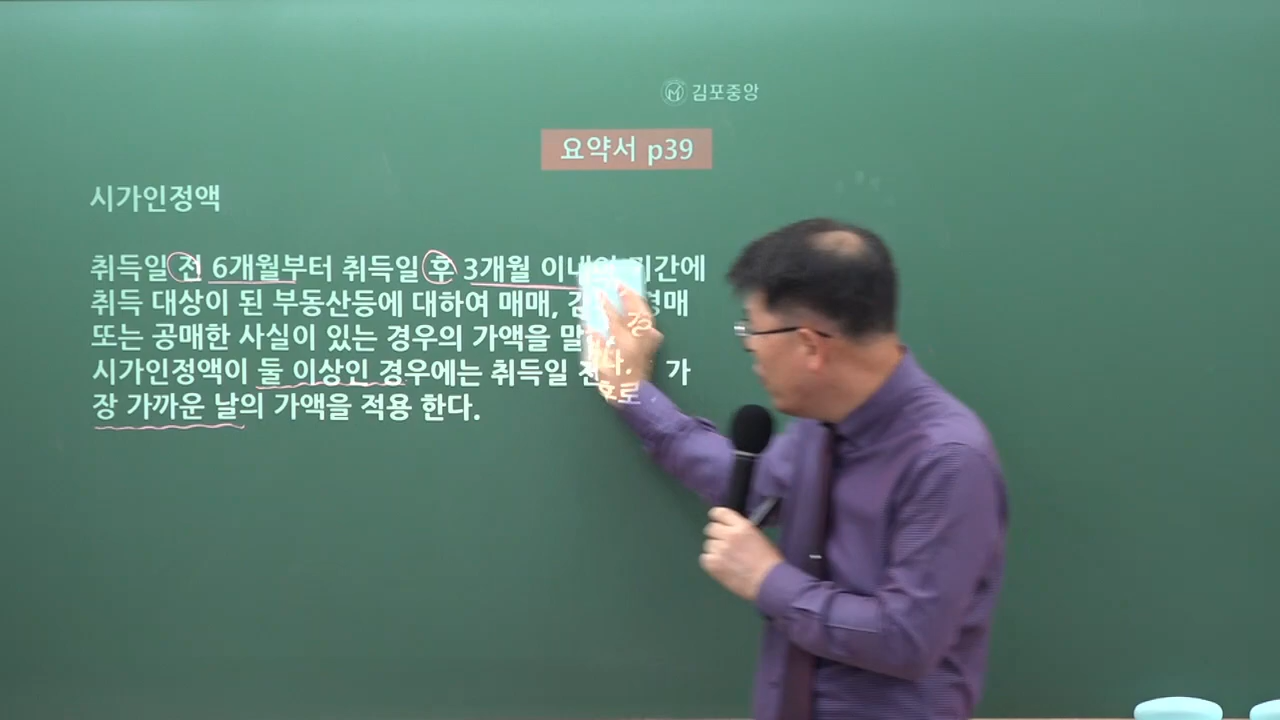 김포중앙
요약서 p39
시가인정액
취득일 전 6개월부터 취득일 후 3개월 이내의 기간에
취득 대상이 된 부동산등에 대하여 매매, 경매
또는 공매한 사실이 있는 경우의 가액을 말
시가인정액이 둘 이상인 경우에는 취득일 전 가
장 가까운 날의 가액을 적용 한다.